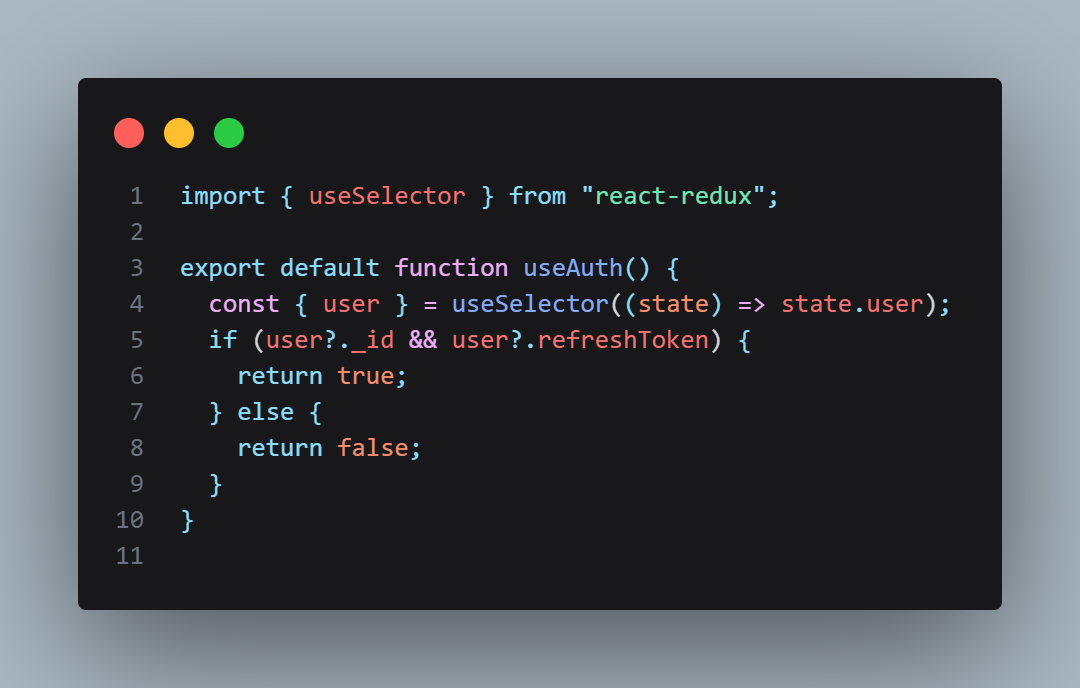 1 import { useSelector } from "react-redux";
2
3 export default function useAuth() {
4   const { user } = useSelector((state) => state.user);
5   if (user?._id && user?.refreshToken) {
6     return true;
7   } else {
8     return false;
9   }
10 }
11